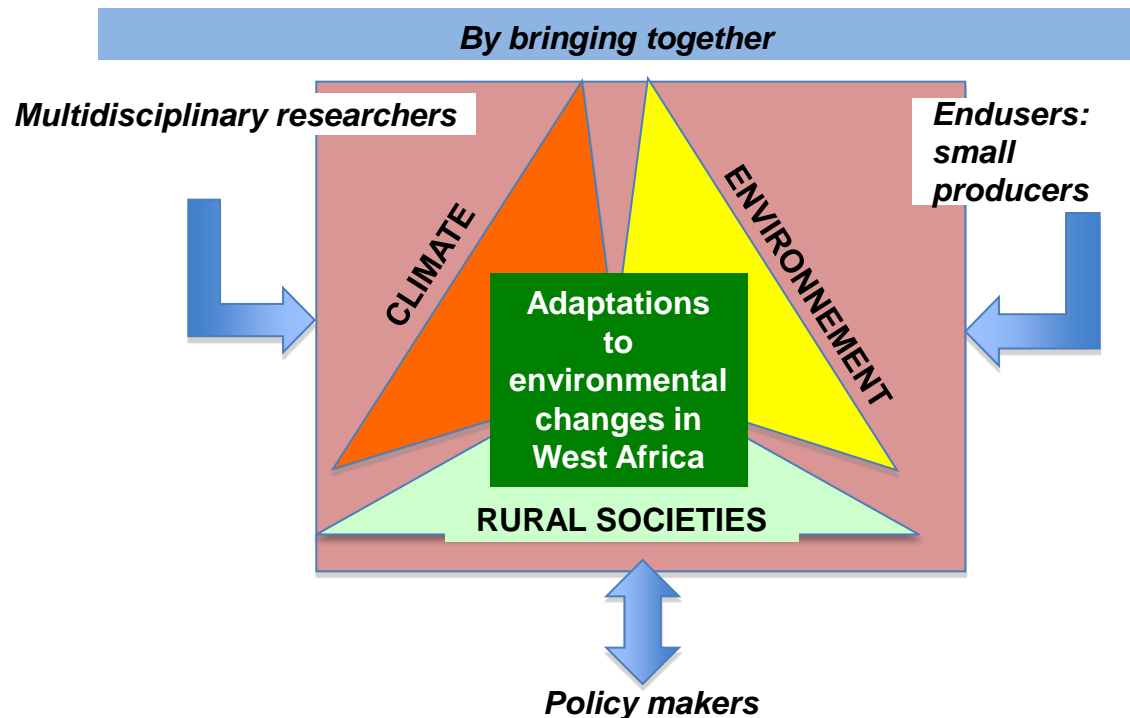 By bringing together
Multidisciplinary researchers
Endusers:
small
producers
CLIMATE
ENVIRONNEMENT
Adaptations
to
environmental
changes in
West Africa
RURAL SOCIETIES
Policy makers